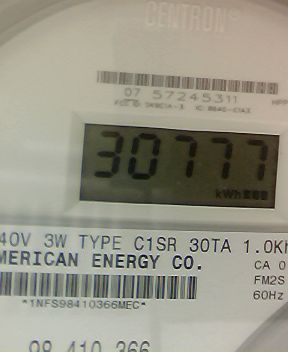 CENTRON®
07 57245311
30777
kWh
40V 3W TYPE C1SR 30TA 1.0Kh
MERICAN ENERGY CO.
CA 0
FM2S
*1NFS98410366MEC*
60Hz
98 410 366